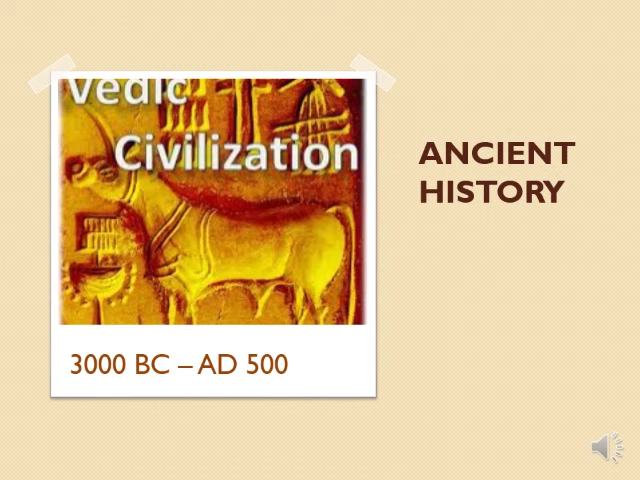 Vedic
Civilization
ANCIENT
HISTORY
3000 BC – AD 500